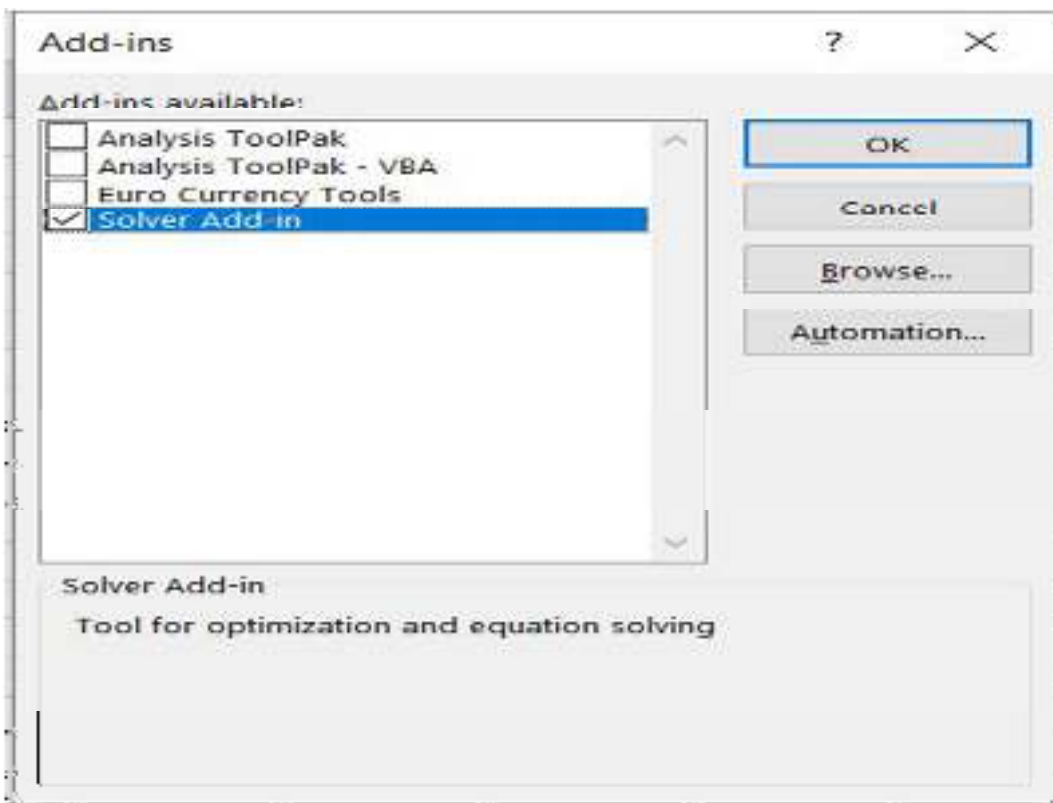 Add-ins
?
Add-ins available:
Analysis ToolPak
Analysis ToolPak - VBA
Euro Currency Tools
Solver Add-in
OK
Cancel
Browse...
Automation...
Solver Add-in
Tool for optimization and equation solving